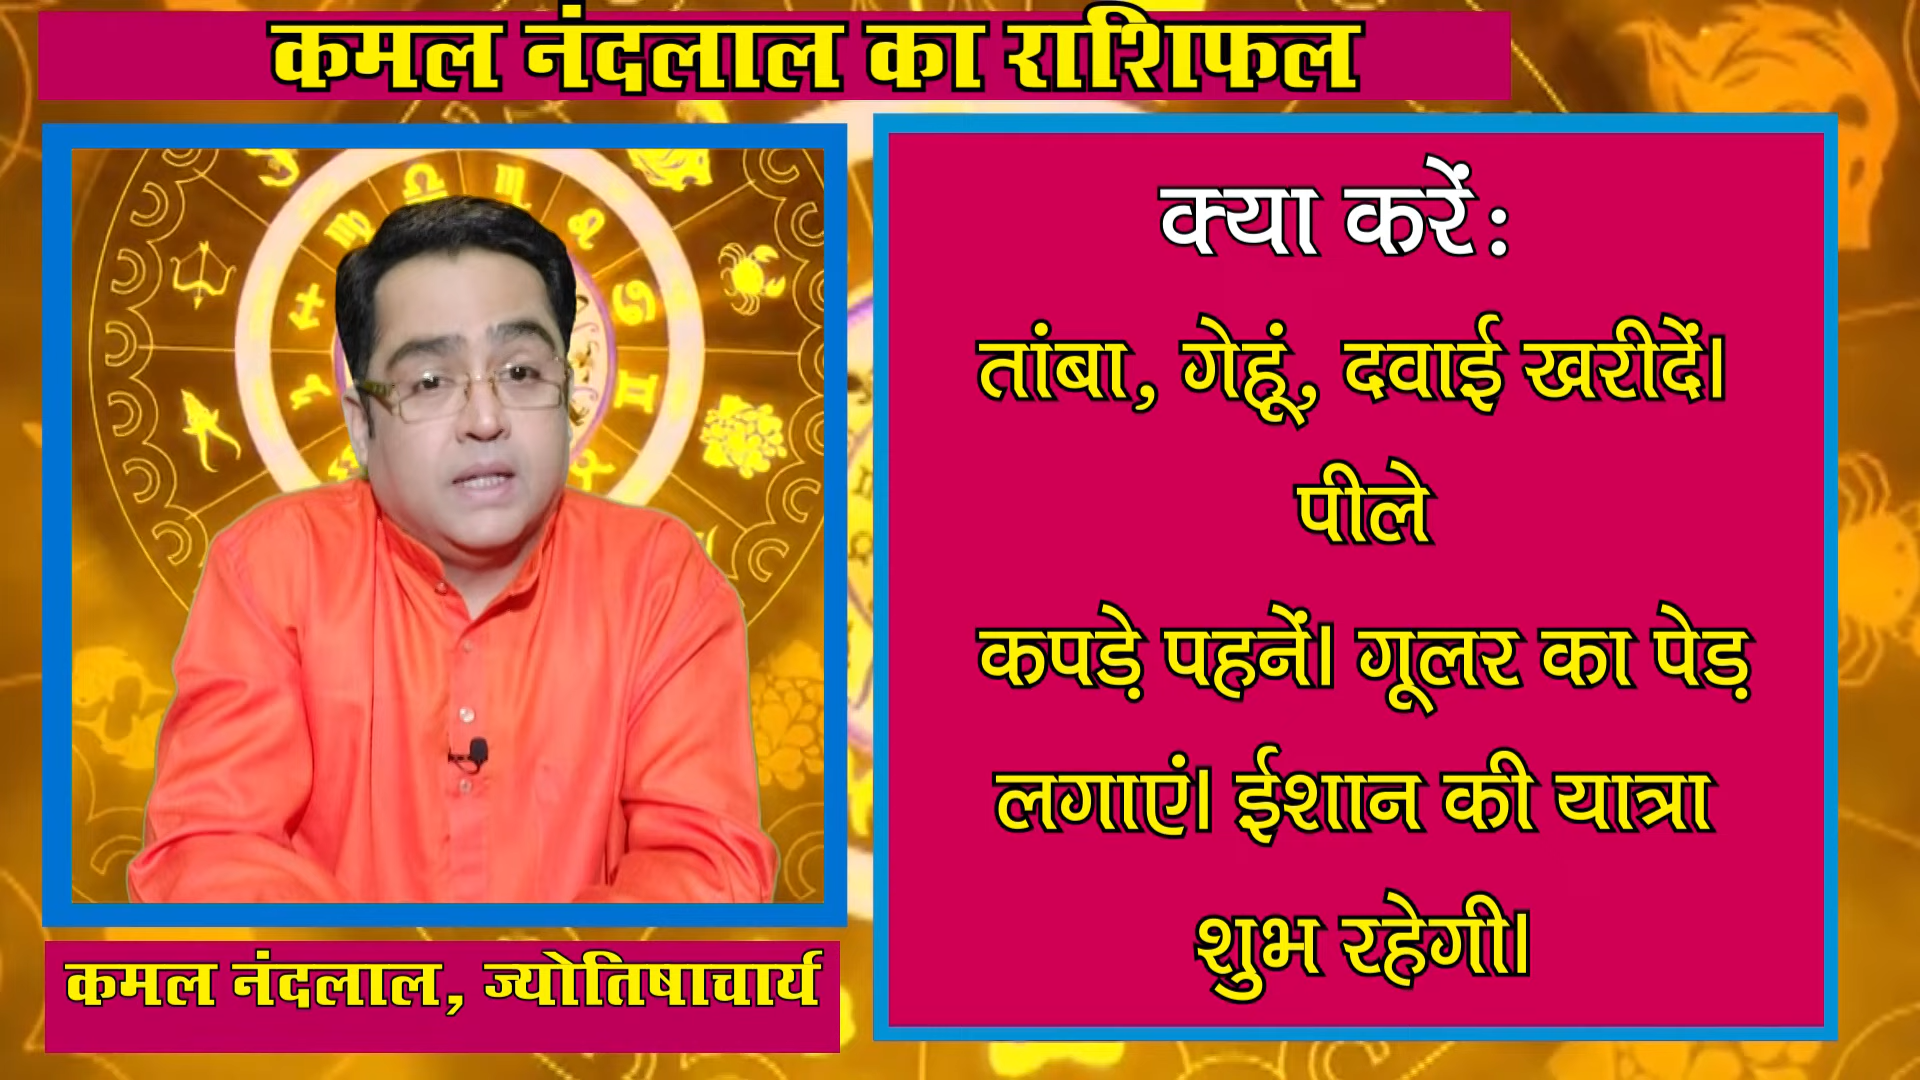 कमल नंदलाल का राशिफल
क्या करें:
तांबा, गेहूं, दवाई खरीदें।
पीले
कपड़े पहनें। गूलर का पेड़
लगाएं। ईशान की यात्रा
शुभ रहेगी।
कमल नंदलाल, ज्योतिषाचार्य